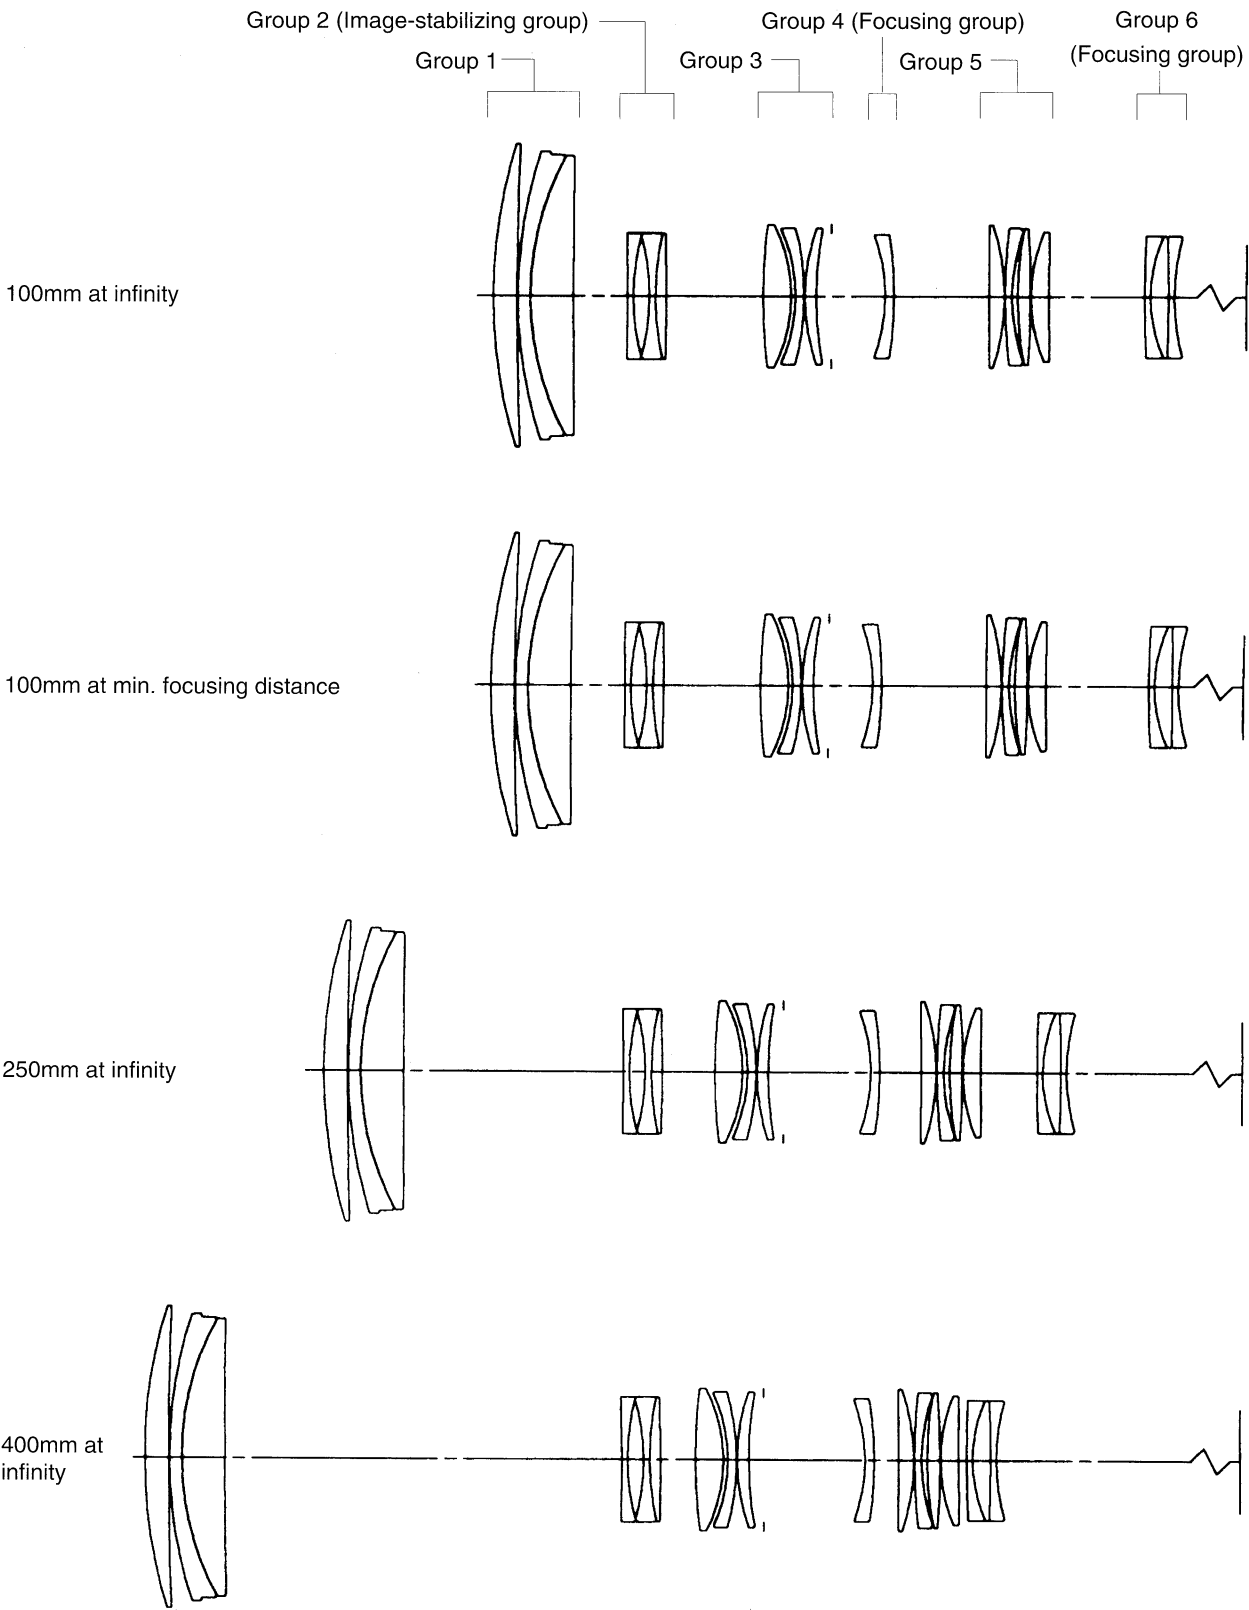 Group 2 (Image-stabilizing group)
Group 4 (Focusing group)
Group 6
(Focusing group)
Group 1
Group 3
Group 5
100mm at infinity
100mm at min. focusing distance
250mm at infinity
400mm at
infinity